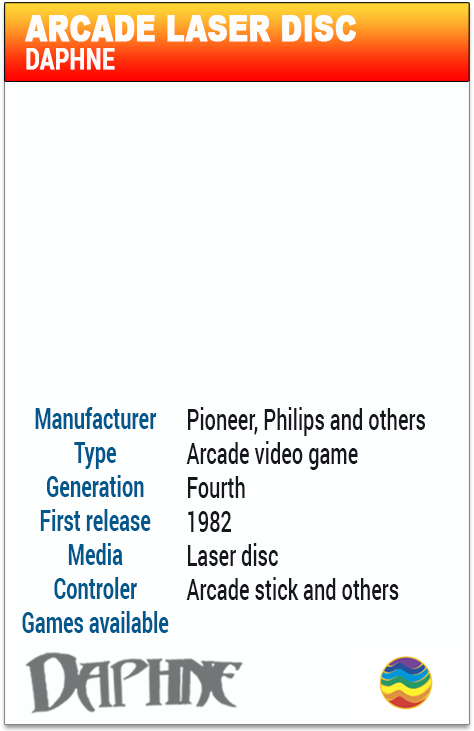 ARCADE LASER DISC
DAPHNE
Manufacturer Pioneer, Philips and others
Type Arcade video game
Generation Fourth
First release 1982
Media Laser disc
Controler Arcade stick and others
Games available
DAPHNE